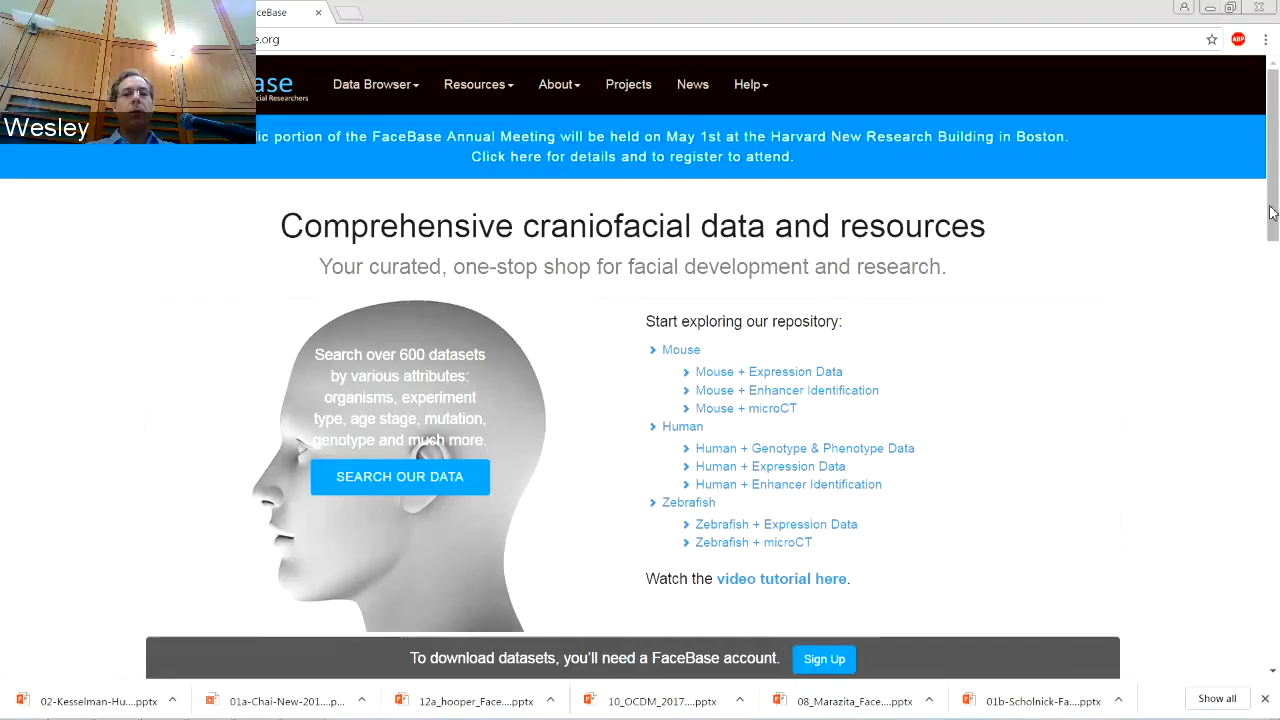 ceBase
e.org
Wesley
ase
cial Researchers
Data Browser
Resources
About
Projects
News
Help
ic portion of the FaceBase Annual Meeting will be held on May 1st at the Harvard New Research Building in Boston.
Click here for details and to register to attend.
Comprehensive craniofacial data and resources
Your curated, one-stop shop for facial development and research.
Search over 600 datasets
by various attributes:
organisms, experiment
type, age stage, mutation,
genotype and much more.
SEARCH OUR DATA
Start exploring our repository:
Mouse
Mouse + Expression Data
Mouse + Enhancer Identification
Mouse + microCT
Human
Human + Genotype & Phenotype Data
Human + Expression Data
Human + Enhancer Identification
Zebrafish
Zebrafish + Expression Data
Zebrafish + microCT
Watch the video tutorial here.
To download datasets, you'll need a FaceBase account. Sign Up
02-Kesselman-Hu....pptx
01a-Chai-New-201....pptx
12a_hooper_Face....pptx
10_OCDM_2017....pptx
08_Marazita_Face....pptx
01b-Scholnick-Fa....pptx
Show all
ABP